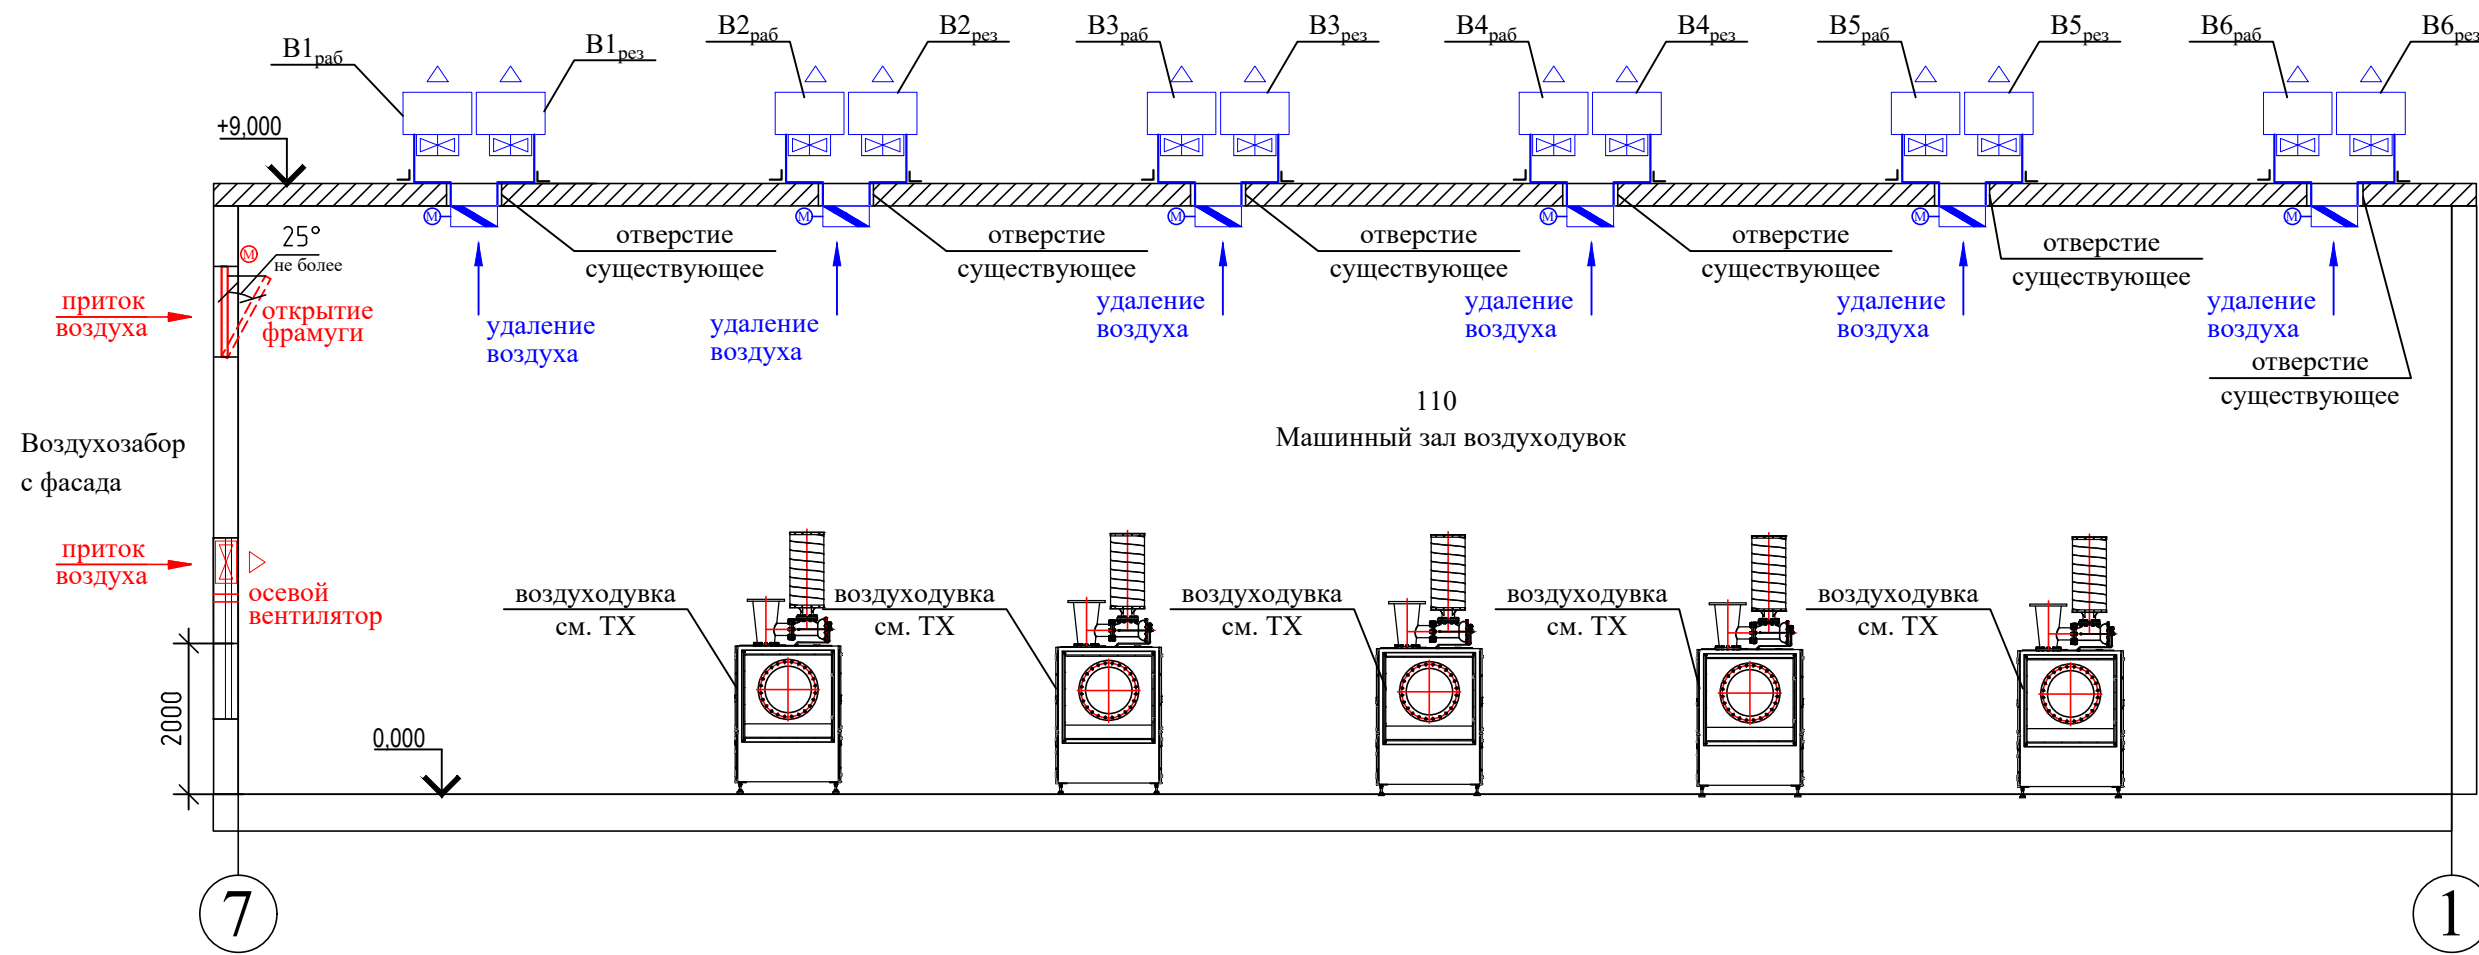 В1раб
В1рез
В2раб
В2рез
В3раб
В3рез
В4раб
В4рез
В5раб
В5рез
В6раб
В6рез
+9,000
М
М
М
М
М
М
отверстие
существующее
отверстие
существующее
отверстие
существующее
отверстие
существующее
отверстие
существующее
отверстие
существующее
25°
не более
М
приток
воздуха
открытие
фрамуги
удаление
воздуха
удаление
воздуха
удаление
воздуха
удаление
воздуха
удаление
воздуха
удаление
воздуха
110
Машинный зал воздуходувок
Воздухозабор
с фасада
приток
воздуха
осевой
вентилятор
воздуходувка
см. ТХ
воздуходувка
см. ТХ
воздуходувка
см. ТХ
воздуходувка
см. ТХ
воздуходувка
см. ТХ
2000
0,000
7
1